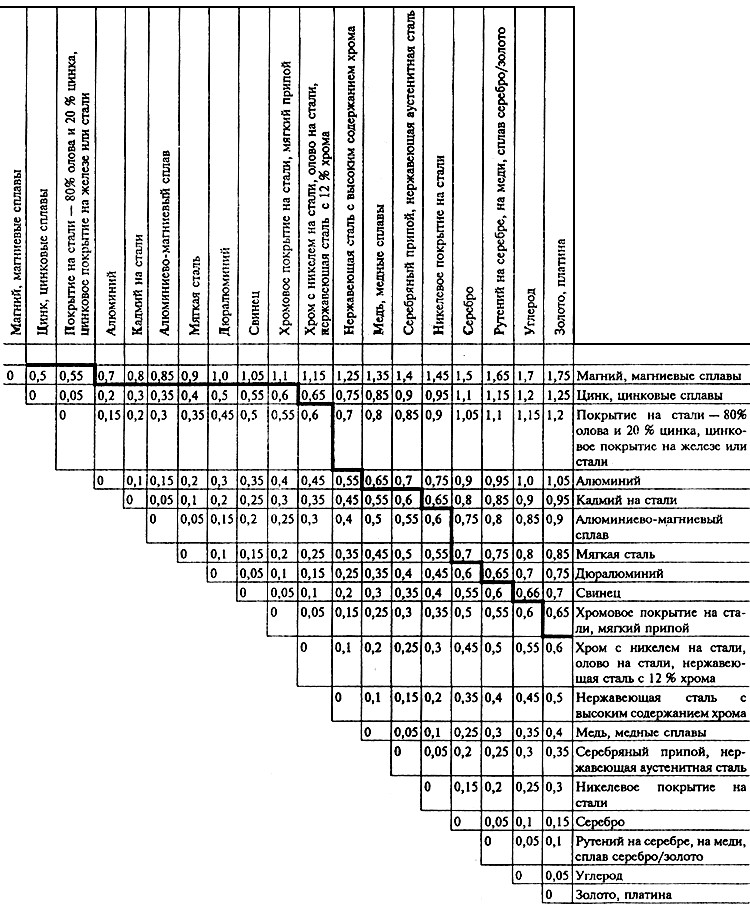 Магний, магниевые сплавы
Цинк, цинковые сплавы
Покрытие на стали — 80% олова и 20 % цинка,
цинковое покрытие на железе или стали
Алюминий
Кадмий на стали
Алюминиево-магниевый сплав
Мягкая сталь
Дюралюминий
Свинец
Хромовое покрытие на стали, мягкий припой
Хром с никелем на стали, олово на стали,
нержавеющая сталь с 12 % хрома
Нержавеющая сталь с высоким содержанием хрома
Медь, медные сплавы
Серебряный припой, нержавеющая аустенитная сталь
Никелевое покрытие на стали
Серебро
Рутений на серебре, на меди, сплав серебро/золото
Углерод
Золото, платина
0 0,5 0,55 0,7 0,8 0,85 0,9 1,0 1,05 1,1 1,15 1,25 1,35 1,4 1,45 1,5 1,65 1,7 1,75 Магний, магниевые сплавы
0 0,05 0,2 0,3 0,35 0,4 0,5 0,55 0,6 0,65 0,75 0,85 0,9 0,95 1,1 1,15 1,2 1,25 Цинк, цинковые сплавы
0 0,15 0,2 0,3 0,35 0,45 0,5 0,55 0,6 0,7 0,8 0,85 0,9 1,05 1,1 1,15 1,2 Покрытие на стали — 80%
олова и 20 % цинка, цинко-
вое покрытие на железе или
стали
0 0,1 0,15 0,2 0,3 0,35 0,4 0,45 0,55 0,65 0,7 0,75 0,9 0,95 1,0 1,05 Алюминий
0 0,05 0,1 0,2 0,25 0,3 0,35 0,45 0,55 0,6 0,65 0,8 0,85 0,9 0,95 Кадмий на стали
0 0,05 0,15 0,2 0,25 0,3 0,4 0,5 0,55 0,6 0,75 0,8 0,85 0,9 Алюминиево-магниевый
сплав
0 0,1 0,15 0,2 0,25 0,35 0,45 0,5 0,55 0,7 0,75 0,8 0,85 Мягкая сталь
0 0,05 0,1 0,15 0,25 0,35 0,4 0,45 0,6 0,65 0,7 0,75 Дюралюминий
0 0,05 0,1 0,2 0,3 0,35 0,4 0,55 0,6 0,66 0,7 Свинец
0 0,05 0,15 0,25 0,3 0,35 0,5 0,55 0,6 0,65 Хромовое покрытие на ста-
ли, мягкий припой
0 0,1 0,2 0,25 0,3 0,45 0,5 0,55 0,6 Хром с никелем на стали,
олово на стали, нержавею-
щая сталь с 12 % хрома
0 0,1 0,15 0,2 0,35 0,4 0,45 0,5 Нержавеющая сталь с
высоким содержанием хрома
0 0,05 0,1 0,25 0,3 0,35 0,4 Медь, медные сплавы
0 0,05 0,2 0,25 0,3 0,35 Серебряный припой, нер-
жавеющая аустенитная сталь
0 0,15 0,2 0,25 0,3 Никелевое покрытие на
стали
0 0,05 0,1 0,15 Серебро
0 0,05 0,1 Рутений на серебре, на меди,
сплав серебро/золото
0 0,05 Углерод
0 Золото, платина